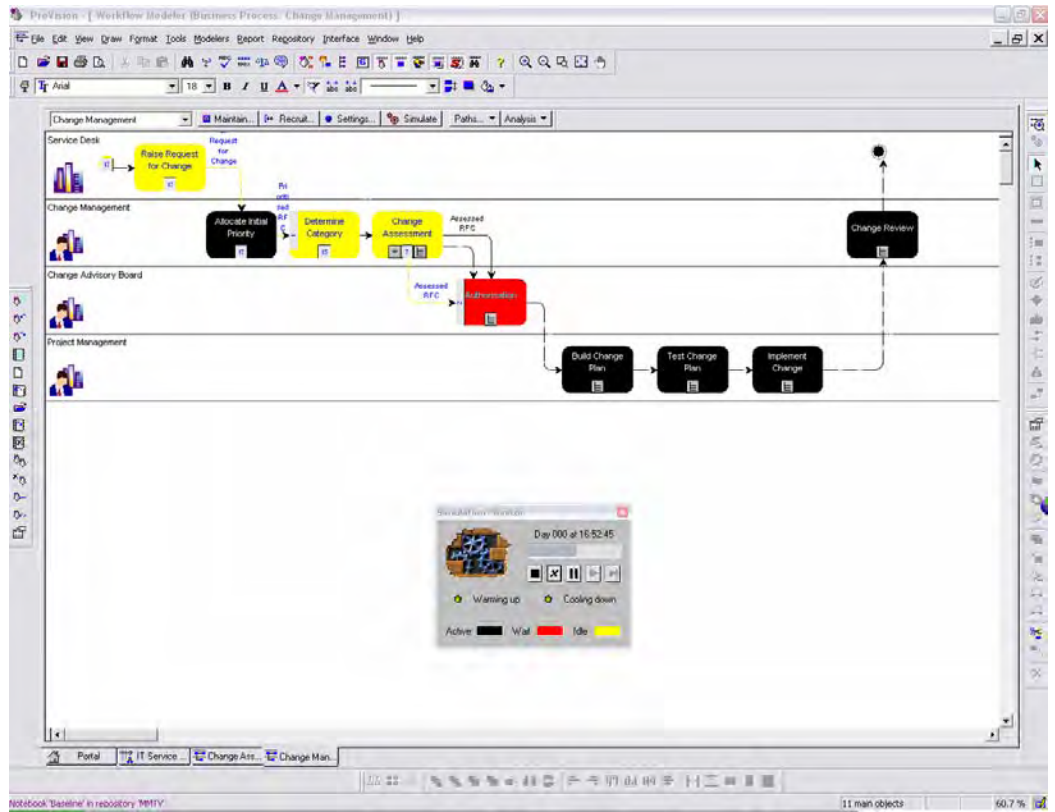 ProVision - [ Workflow Modeler (Business Process: Change Management) ]
File Edit View Draw Format Tools Modelers Report Repository Interface Window Help
Arial 18 B I U A
Change Management Maintain... Recruit... Settings... Simulate Paths... Analysis
Service Desk
Raise Request
for Change
Request
for
Change
Change Management
Allocate Initial
Priority
Determine
Category
Change
Assessment
Assessed
RFC
Change Review
Change Advisory Board
Assessed
RFC
Authorisation
Project Management
Build Change
Plan
Test Change
Plan
Implement
Change
Simulation Monitor
Day 000 at 16:52:45
Warming up Cooling down
Active Wait Idle
Portal IT Service ... Change Ass... Change Man...
Notebook 'Baseline' in repository 'MMTV' 11 main objects 60.7 %